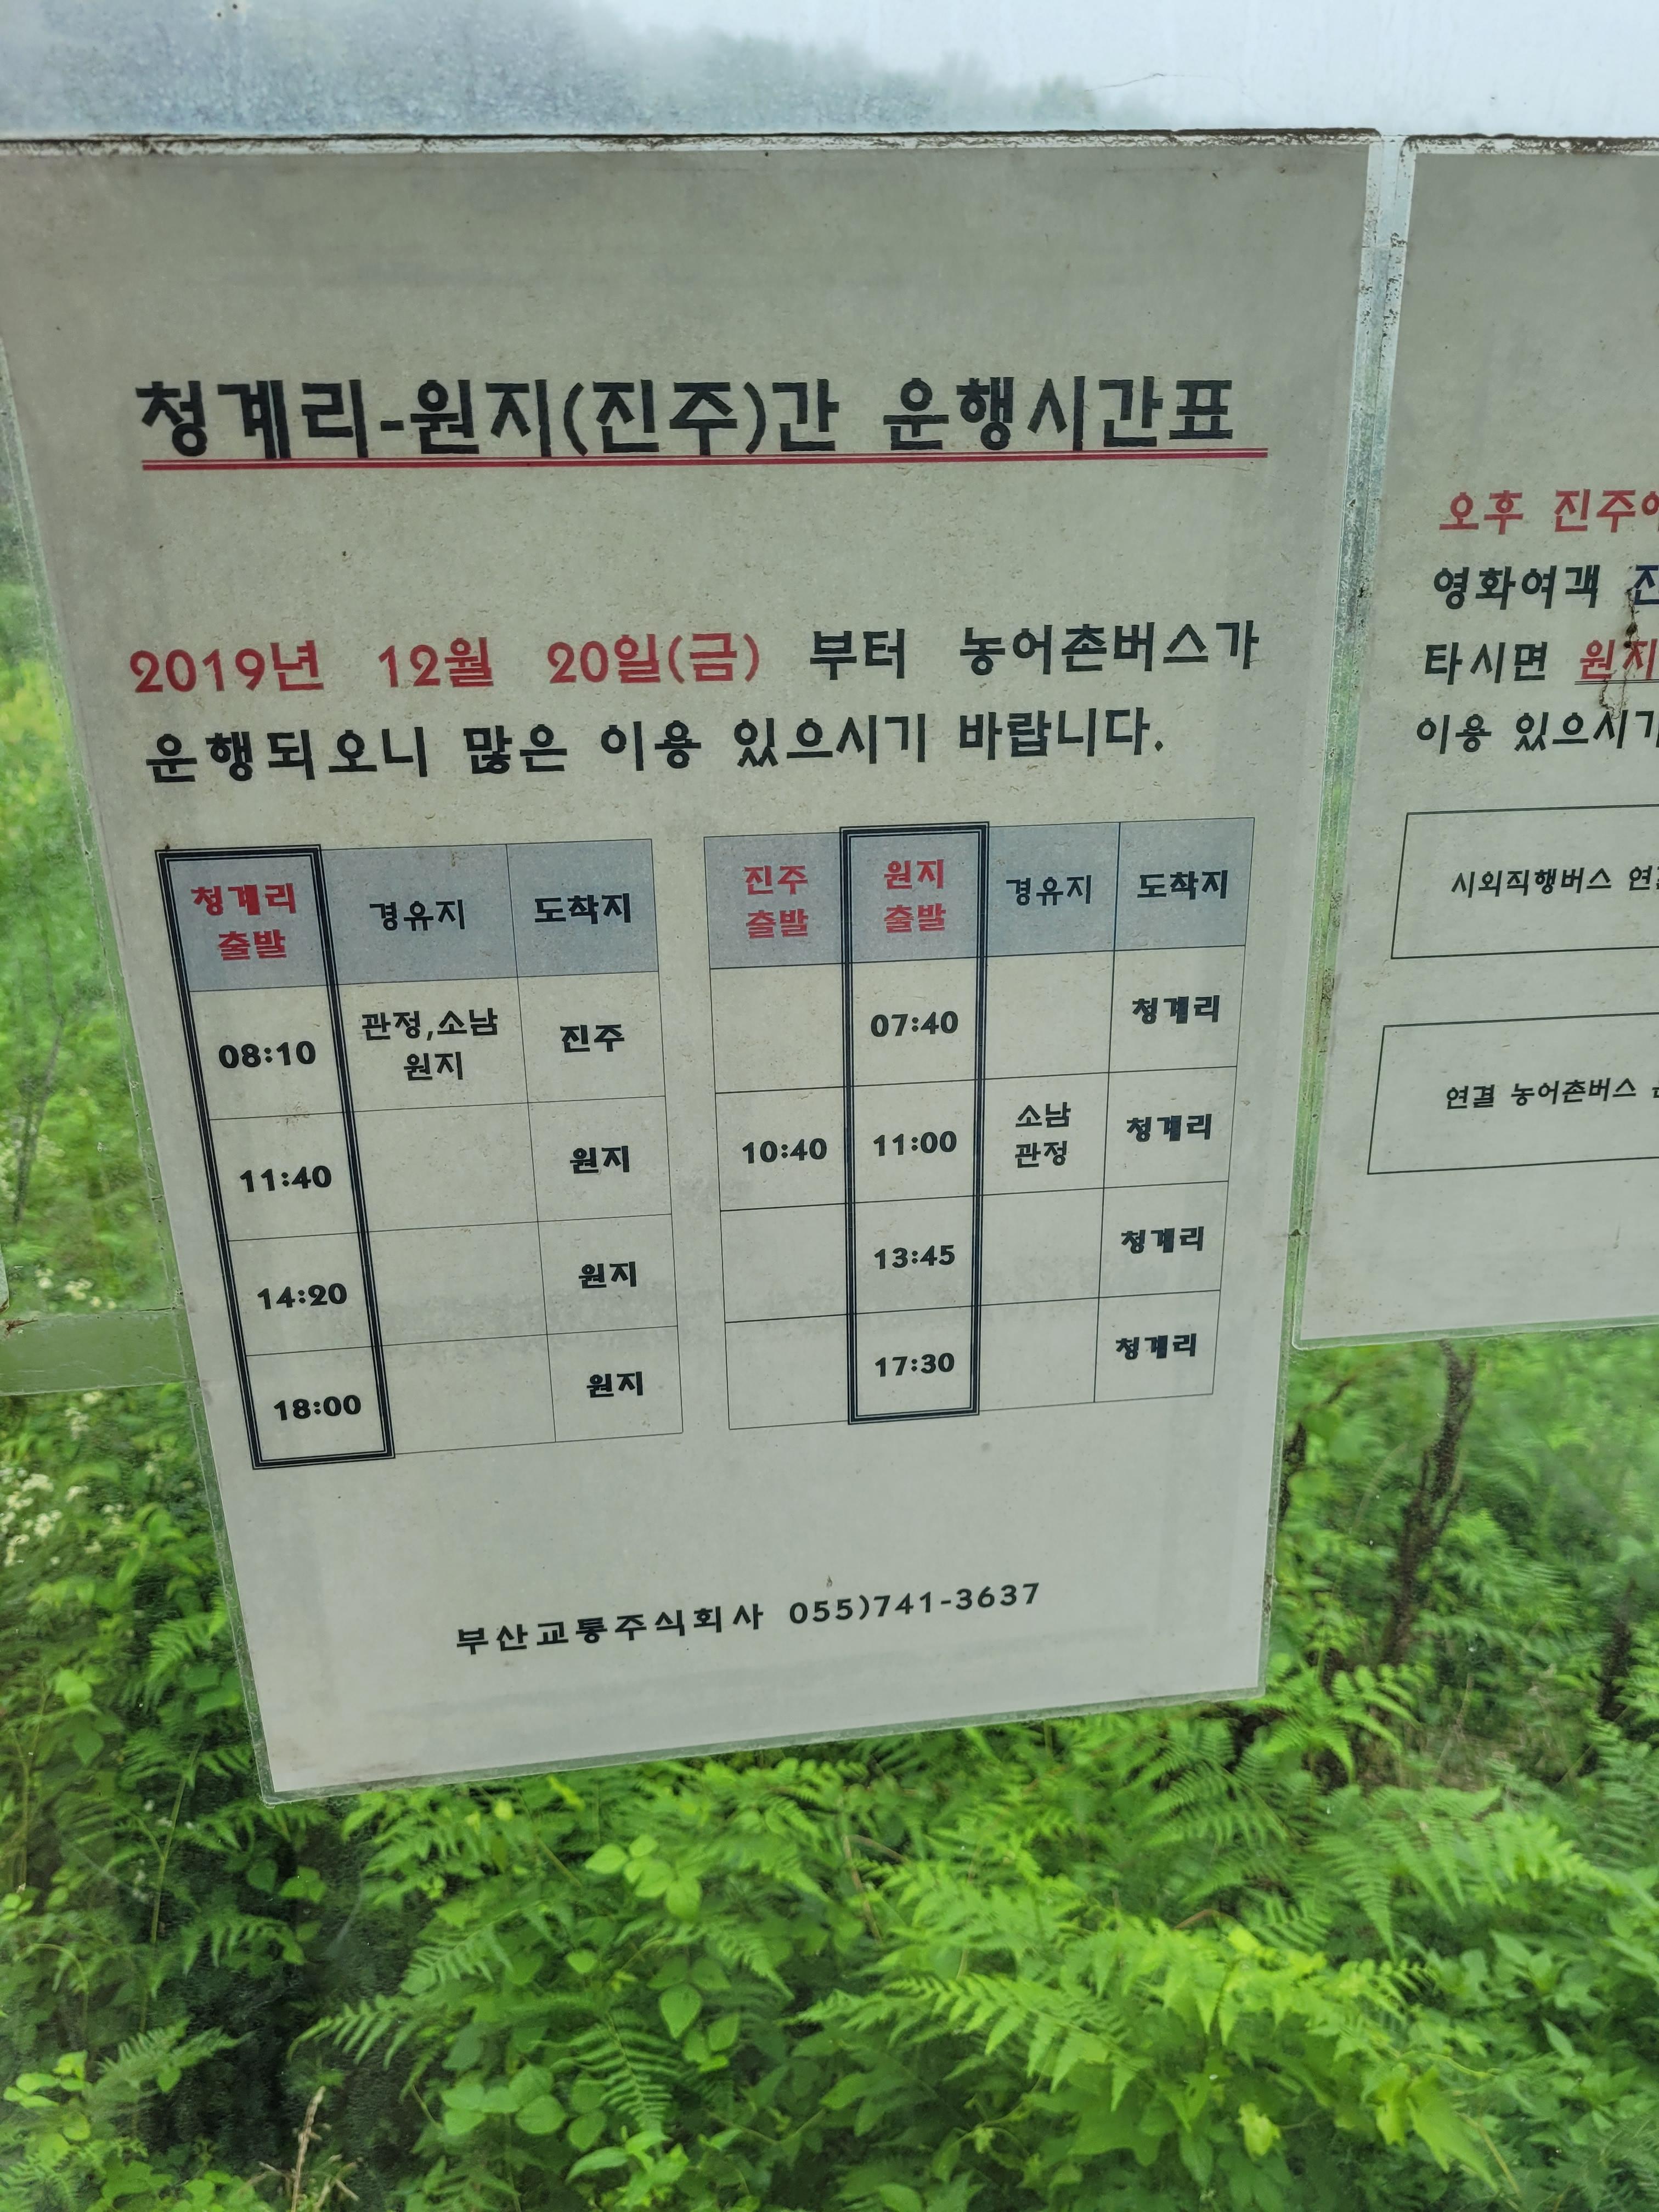 청계리-원지(진주)간 운행시간표
2019년 12월 20일(금) 부터 농어촌버스가
운행되오니 많은 이용 있으시기 바랍니다.
청계리 출발 경유지 도착지
08:10 관정,소남 원지 진주
11:40 원지
14:20 원지
18:00 원지
진주 출발 원지 출발 경유지 도착지
07:40 청계리
10:40 11:00 소남 관정 청계리
13:45 청계리
17:30 청계리
부산교통주식회사 055)741-3637
오후
영화여객
타시면
이용
시외직행버스
연결 농어촌버스